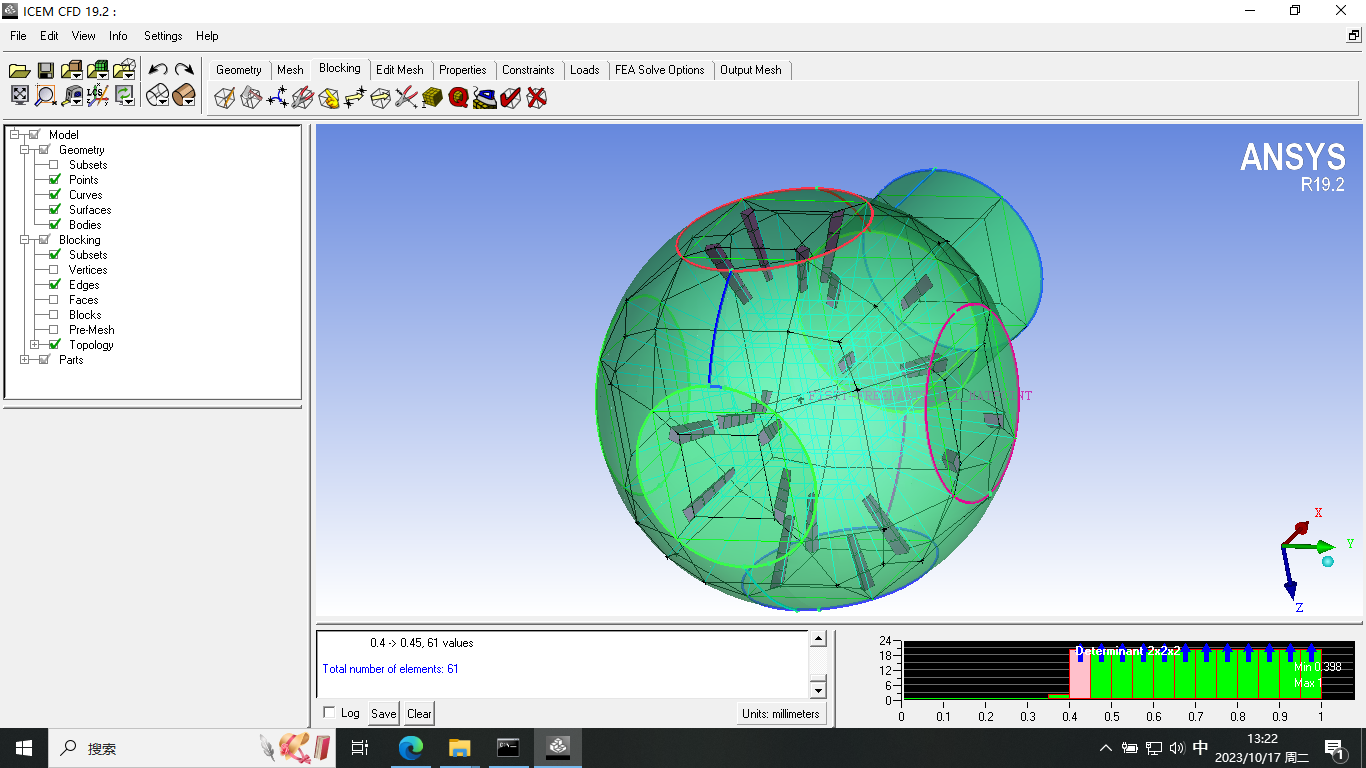 ICEM CFD 19.2 :
File Edit View Info Settings Help
Geometry Mesh Blocking Edit Mesh Properties Constraints Loads FEA Solve Options Output Mesh
Model
Geometry
Subsets
Points
Curves
Surfaces
Bodies
Blocking
Subsets
Vertices
Edges
Faces
Blocks
Pre-Mesh
Topology
Parts
ANSYS
R19.2
X
Y
Z
0.4 -> 0.45, 61 values
Total number of elements: 61
Log Save Clear
Units: millimeters
24
18
12
6
0
Determinant 2x2x2
Min 0.398
Max 1
0 0.1 0.2 0.3 0.4 0.5 0.6 0.7 0.8 0.9 1
搜索
中
13:22
2023/10/17 周二
1